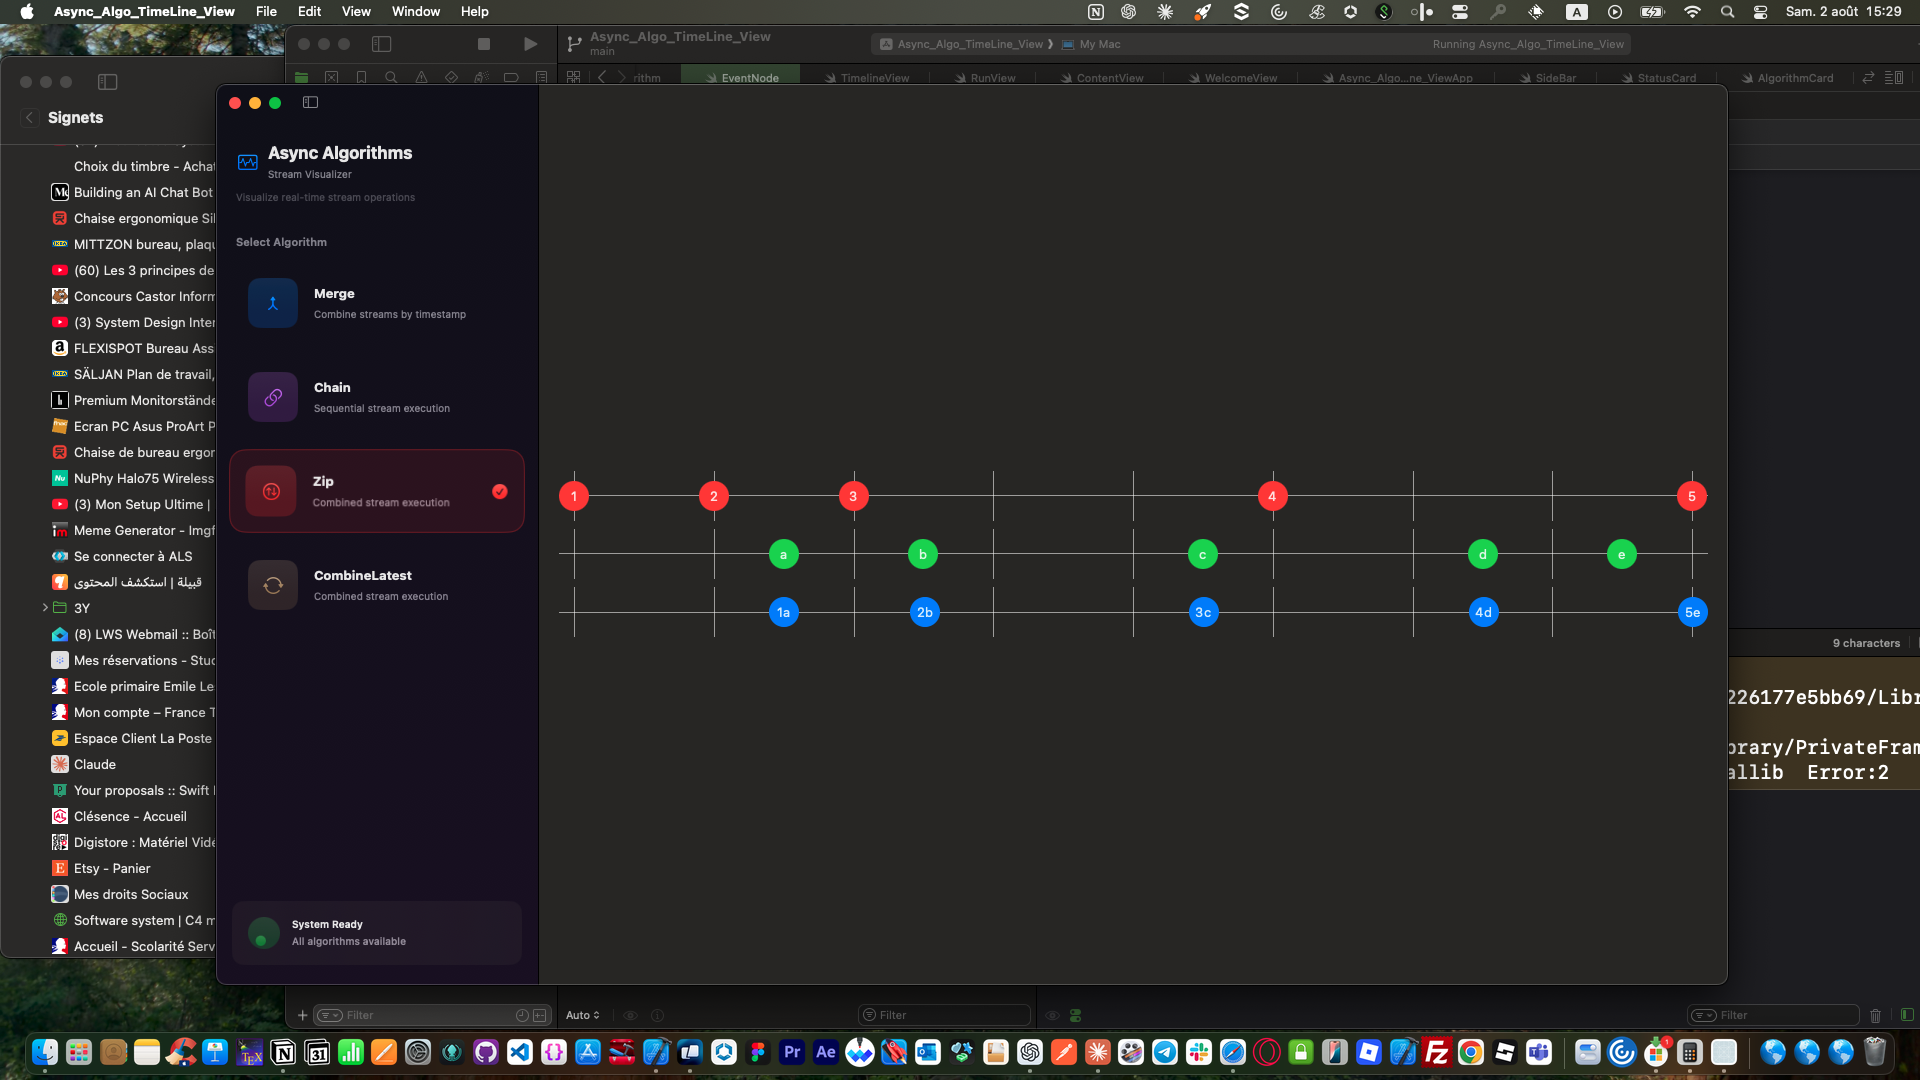 Async_Algo_TimeLine_View File Edit View Window Help
A
Sam. 2 août 15:29
Async_Algo_TimeLine_View
main
Async_Algo_TimeLine_View
My Mac
Running Async_Algo_TimeLine_View
rithm
EventNode
TimelineView
RunView
ContentView
WelcomeView
Async_Algo...ne_ViewApp
SideBar
StatusCard
AlgorithmCard
Signets
Choix du timbre - Achat
Building an AI Chat Bot
Chaise ergonomique Sil
MITTZON bureau, plaqu
(60) Les 3 principes de
Concours Castor Inform
(3) System Design Inter
FLEXISPOT Bureau Ass
SÄLJAN Plan de travail,
Premium Monitorstände
Ecran PC Asus ProArt P
Chaise de bureau ergor
NuPhy Halo75 Wireless
(3) Mon Setup Ultime |
Meme Generator - Imgf
Se connecter à ALS
قبيلة | استكشف المحتوى
3Y
(8) LWS Webmail :: Boît
Mes réservations - Stud
Ecole primaire Emile Le
Mon compte – France T
Espace Client La Poste
Claude
Your proposals :: Swift
Clésence - Accueil
Digistore : Matériel Vidé
Etsy - Panier
Mes droits Sociaux
Software system | C4 m
Accueil - Scolarité Serv
Async Algorithms
Stream Visualizer
Visualize real-time stream operations
Select Algorithm
Merge
Combine streams by timestamp
Chain
Sequential stream execution
Zip
Combined stream execution
CombineLatest
Combined stream execution
System Ready
All algorithms available
1 2 3 4 5
a b c d e
1a 2b 3c 4d 5e
9 characters
226177e5bb69/Libr
orary/PrivateFram
allib Error:2
Filter
Auto
Filter
Filter
TEX
31
Pr
Ae
FZ
1